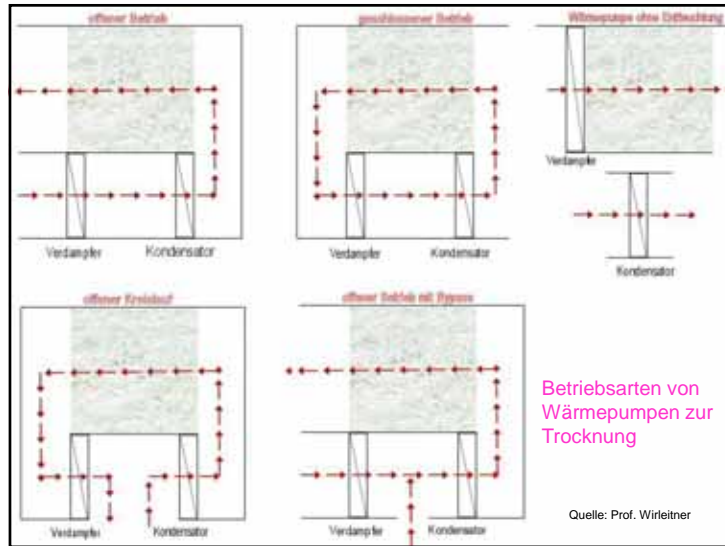 offener Betrieb
geschlossener Betrieb
Wärmepumpe ohne Entfeuchtung
Verdampfer
Kondensator
Verdampfer
Kondensator
Verdampfer
Kondensator
offener Kreislauf
offener Betrieb mit Bypass
Verdampfer
Kondensator
Verdampfer
Kondensator
Betriebsarten von
Wärmepumpen zur
Trocknung
Quelle: Prof. Wirleitner